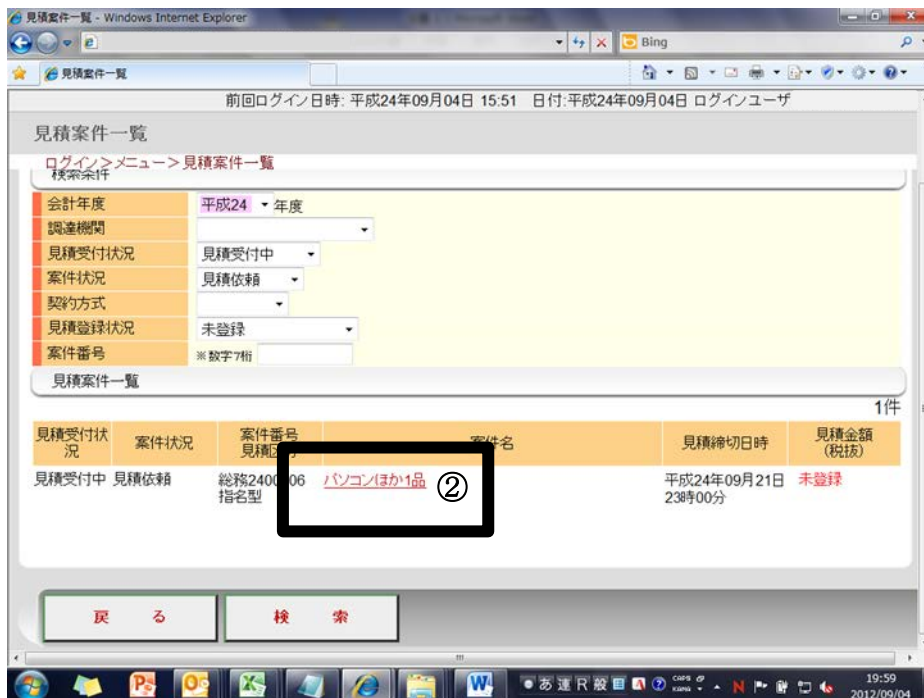 見積案件一覧 - Windows Internet Explorer
Bing
見積案件一覧
前回ログイン日時: 平成24年09月04日 15:51 日付:平成24年09月04日 ログインユーザ
見積案件一覧
ログイン>メニュー>見積案件一覧
検索条件
会計年度 平成24 年度
調達機関
見積受付状況 見積受付中
案件状況 見積依頼
契約方式
見積登録状況 未登録
案件番号 ※数字7桁
見積案件一覧
1件
見積受付状況 案件状況 案件番号 件名 見積締切日時 見積金額
(税抜)
見積受付中 見積依頼 総務2400 06 パソコンほか1品 ② 平成24年09月21日 未登録
指名型 23時00分
戻る 検索
あ 連 R 般 CAPS KANA 19:59
2012/09/04